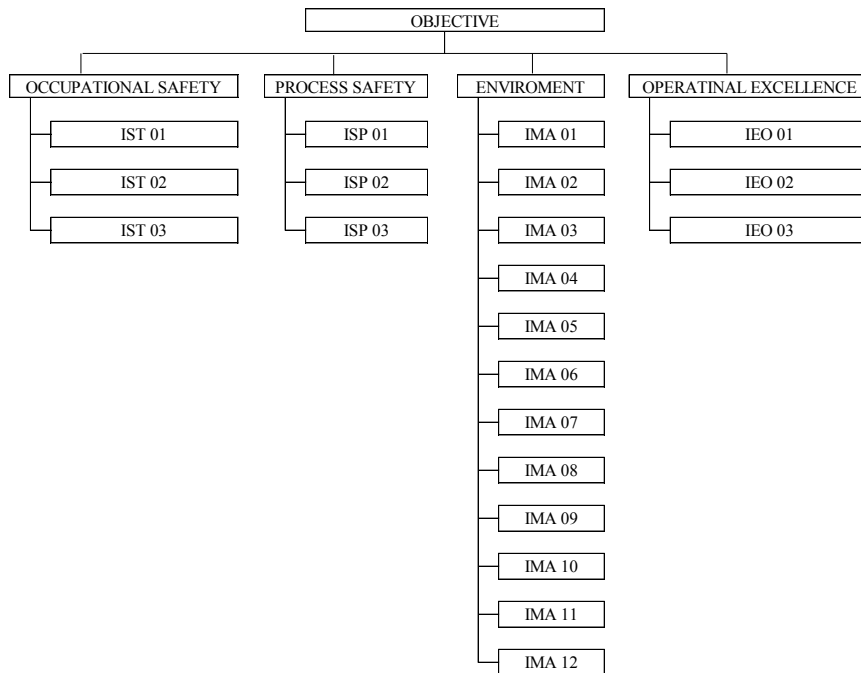 OBJECTIVE
OCCUPATIONAL SAFETY
IST 01
IST 02
IST 03
PROCESS SAFETY
ISP 01
ISP 02
ISP 03
ENVIROMENT
IMA 01
IMA 02
IMA 03
IMA 04
IMA 05
IMA 06
IMA 07
IMA 08
IMA 09
IMA 10
IMA 11
IMA 12
OPERATINAL EXCELLENCE
IEO 01
IEO 02
IEO 03